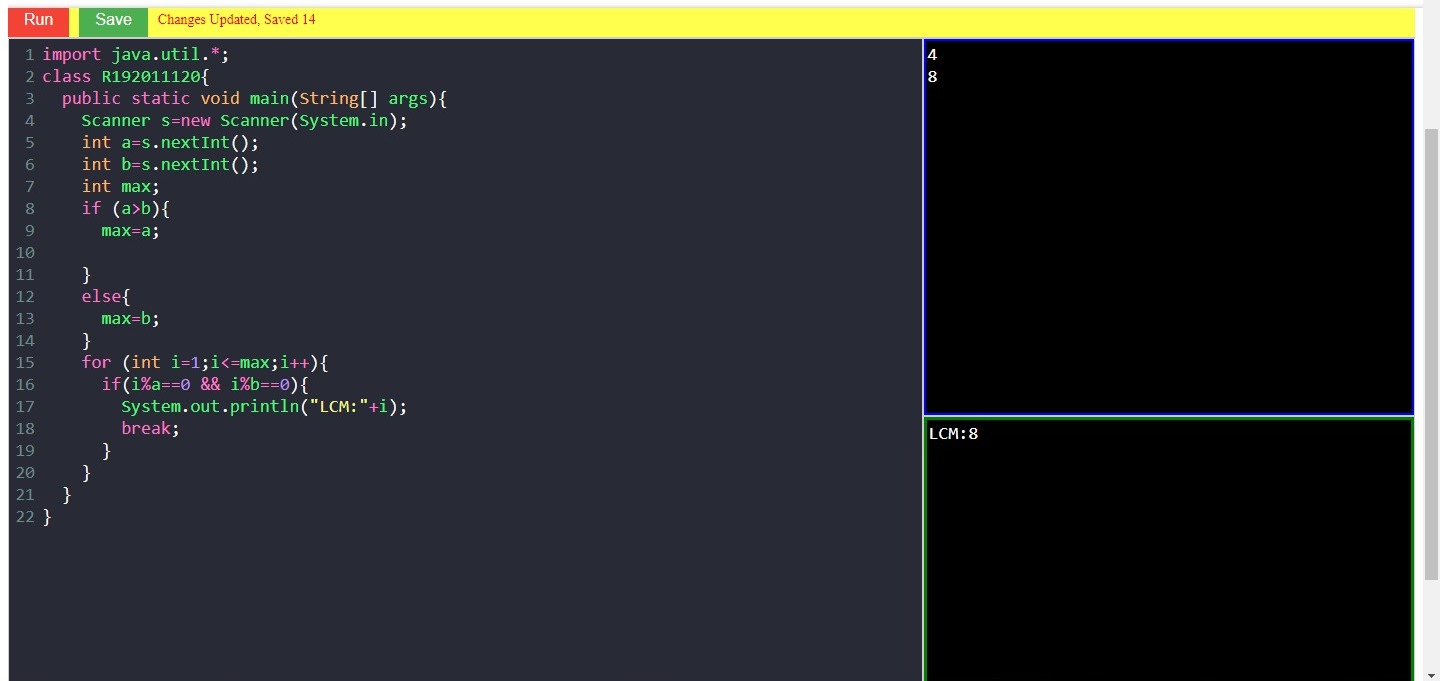 Run Save Changes Updated, Saved 14
1 import java.util.*;
2 class R192011120{
3 public static void main(String[] args){
4 Scanner s=new Scanner(System.in);
5 int a=s.nextInt();
6 int b=s.nextInt();
7 int max;
8 if (a>b){
9 max=a;
10
11 }
12 else{
13 max=b;
14 }
15 for (int i=1;i<=max;i++){
16 if(i%a==0 && i%b==0){
17 System.out.println("LCM:"+i);
18 break;
19 }
20 }
21 }
22 }
4
8
LCM:8